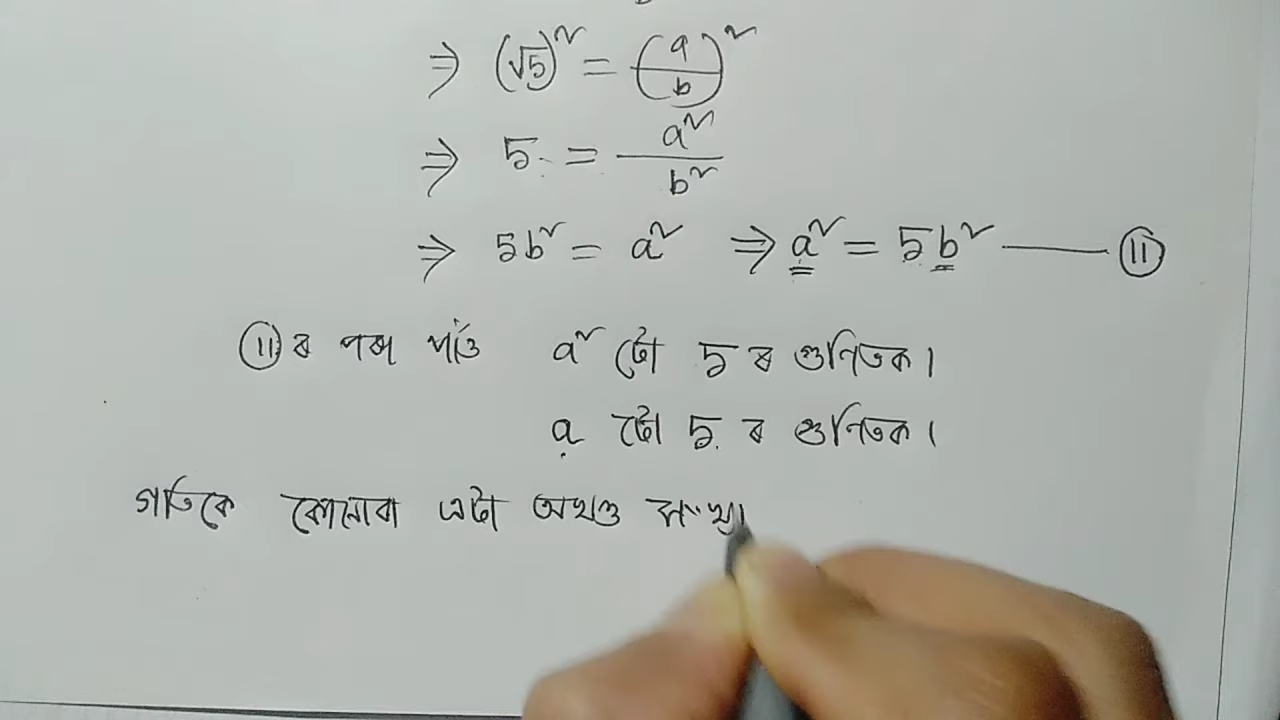 ⇒ (√5)² = (a/b)²
⇒ 5 = a²/b²
⇒ 5b² = a² ⇒ a² = 5b² —— (II)
(II) ৰ পৰা পাওঁ a² টো 5 ৰ গুণিতক।
a টো 5 ৰ গুণিতক।
গতিকে কোনোবা এটা অখণ্ড সংখ্যা